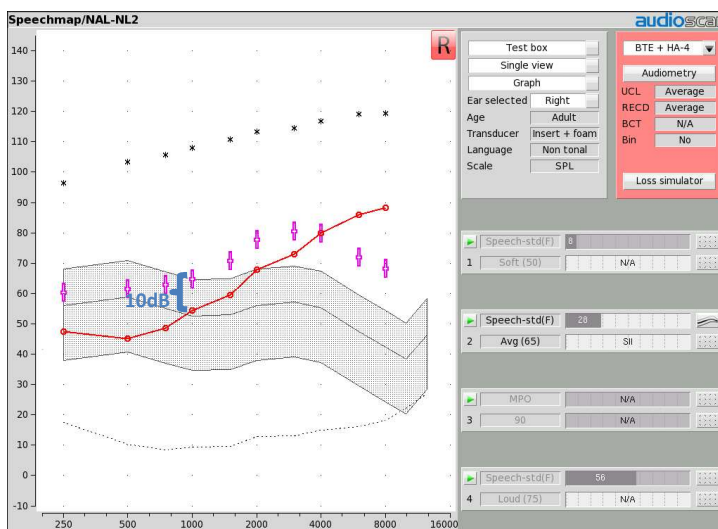 Speechmap/NAL-NL2
audioscan
140
130
120
110
100
90
80
70
60
50
40
30
20
10
0
-10
250 500 1000 2000 4000 8000 16000
R
10dB
Test box
Single view
Graph
Ear selected Right
Age Adult
Transducer Insert + foam
Language Non tonal
Scale SPL
BTE + HA-4
Audiometry
UCL Average
RECD Average
BCT N/A
Bin No
Loss simulator
Speech-std(F) 8
1 Soft (50) N/A
Speech-std(F) 28
2 Avg (65) SII
MPO N/A
3 90 N/A
Speech-std(F) 56
4 Loud (75) N/A